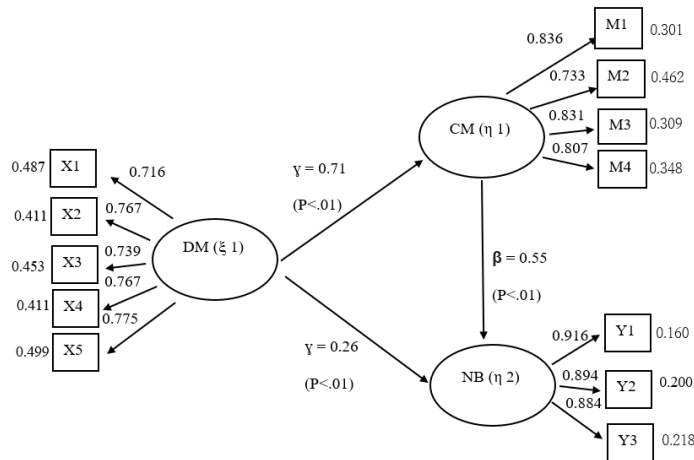 M1 0.301
0.836
M2 0.462
0.733
CM (η 1)
0.831
M3 0.309
0.807
M4 0.348
0.487 X1
0.716
ɣ = 0.71
(P<.01)
0.411 X2
0.767
DM (ξ 1)
0.453 X3
0.739
0.767
0.411 X4
0.775
0.499 X5
β = 0.55
(P<.01)
ɣ = 0.26
(P<.01)
NB (η 2)
0.916
Y1 0.160
0.894
Y2 0.200
0.884
Y3 0.218